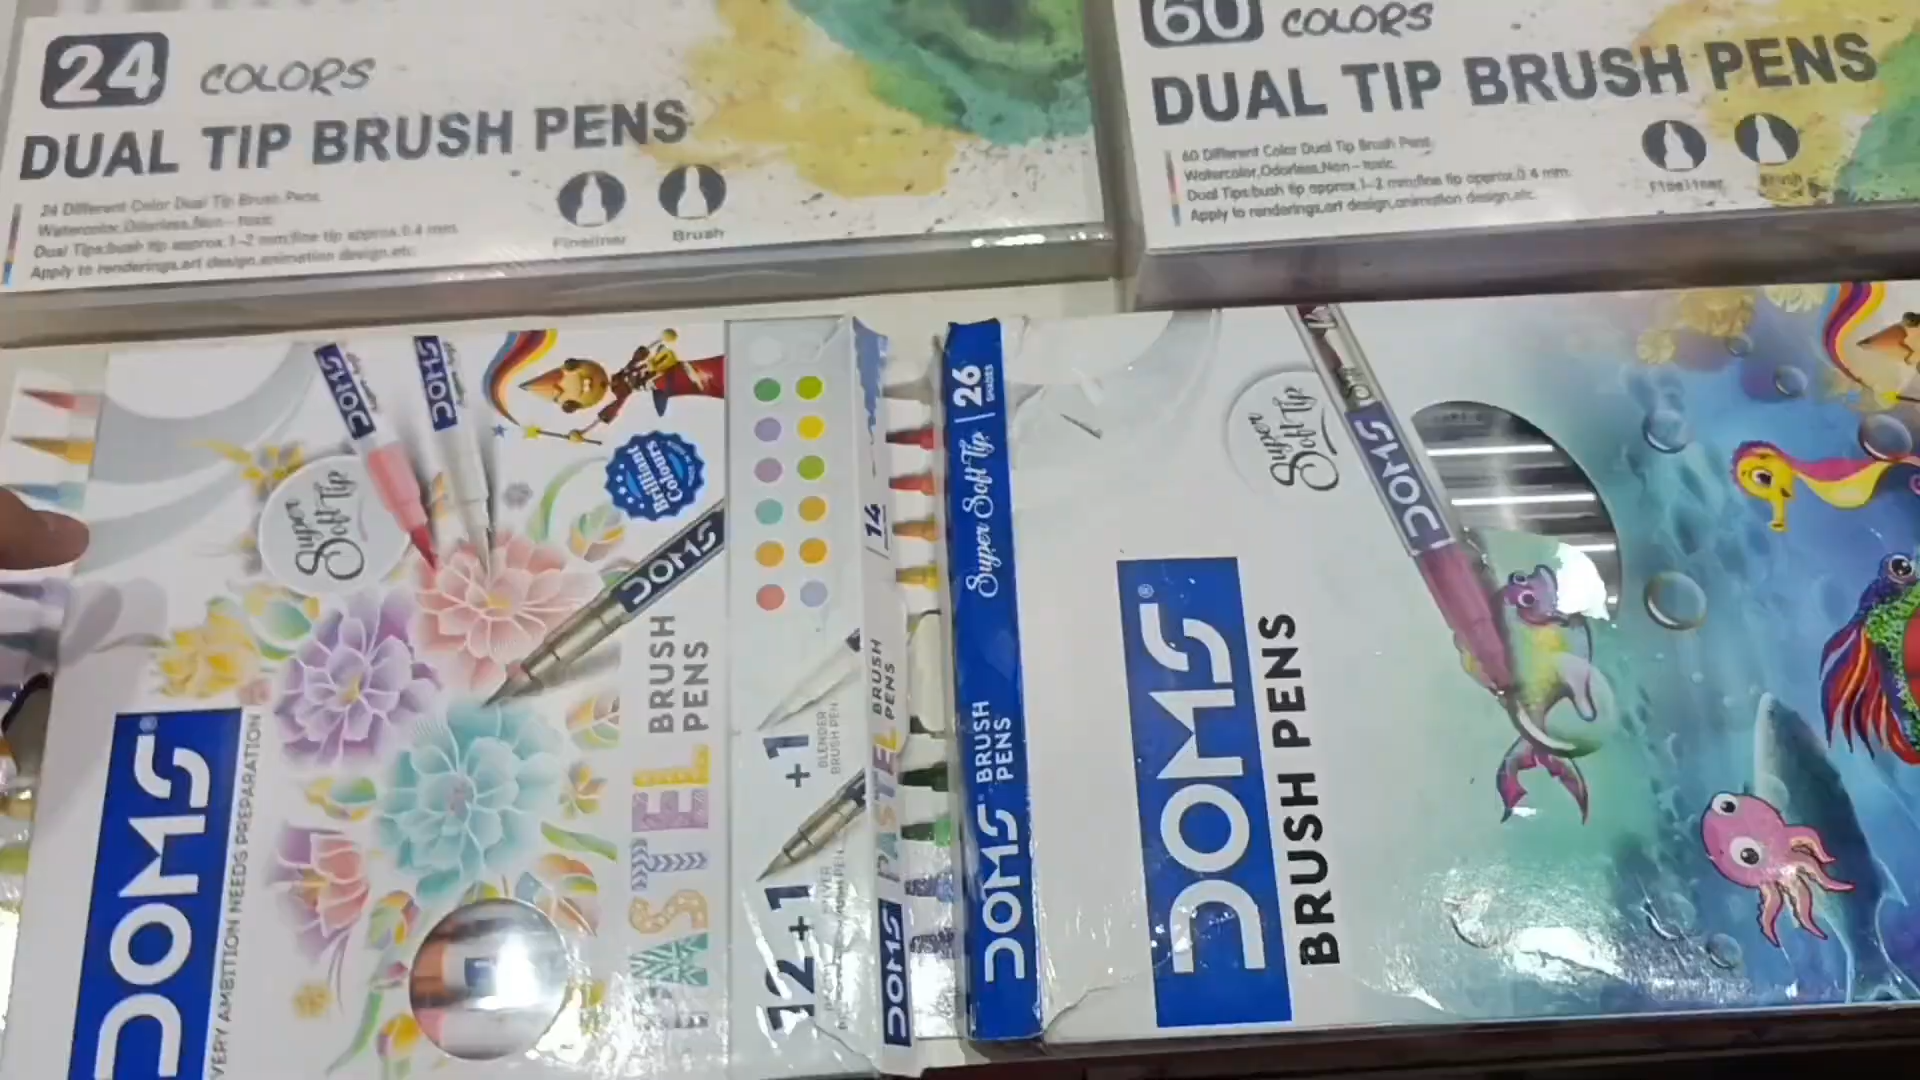 24 COLORS
DUAL TIP BRUSH PENS
24 Different Color Dual Tip Brush Pens
Watercolor,Odorless,Non-toxic
Dual Tips:bush tip approx.1-2 mm;fine tip approx.0.4 mm
Apply to renderings,art design,animation design,etc.
Fineliner
Brush
60 COLORS
DUAL TIP BRUSH PENS
60 Different Color Dual Tip Brush Pens
Watercolor,Odorless,Non-toxic
Dual Tips:bush tip approx.1-2 mm;fine tip approx.0.4 mm
Apply to renderings,art design,animation design,etc.
Fineliner
Brush
DOMS
DOMS
Super
Soft Tip
Brilliant
Colours
DOMS
DOMS®
VERY AMBITION NEEDS PREPARATION
PASTEL BRUSH
PENS
12+1 +1
BLENDER
BRUSH PEN
DOMS PASTEL BRUSH
PENS
14
DOMS BRUSH
PENS
Super Soft Tip 26
SHADES
Super
Soft Tip
DOMS
DOMS®
BRUSH PENS